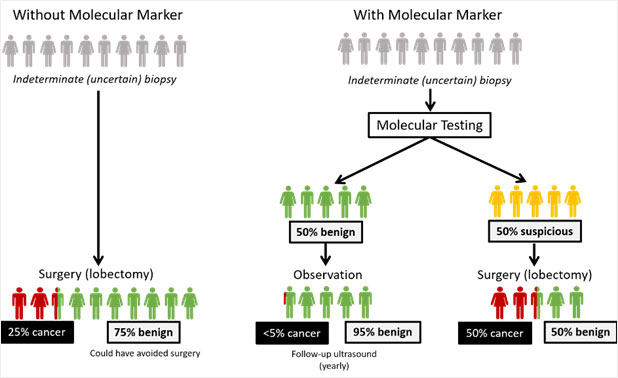 Without Molecular Marker
Indeterminate (uncertain) biopsy
Surgery (lobectomy)
25% cancer
75% benign
Could have avoided surgery
With Molecular Marker
Indeterminate (uncertain) biopsy
Molecular Testing
50% benign
Observation
<5% cancer
95% benign
Follow-up ultrasound
(yearly)
50% suspicious
Surgery (lobectomy)
50% cancer
50% benign